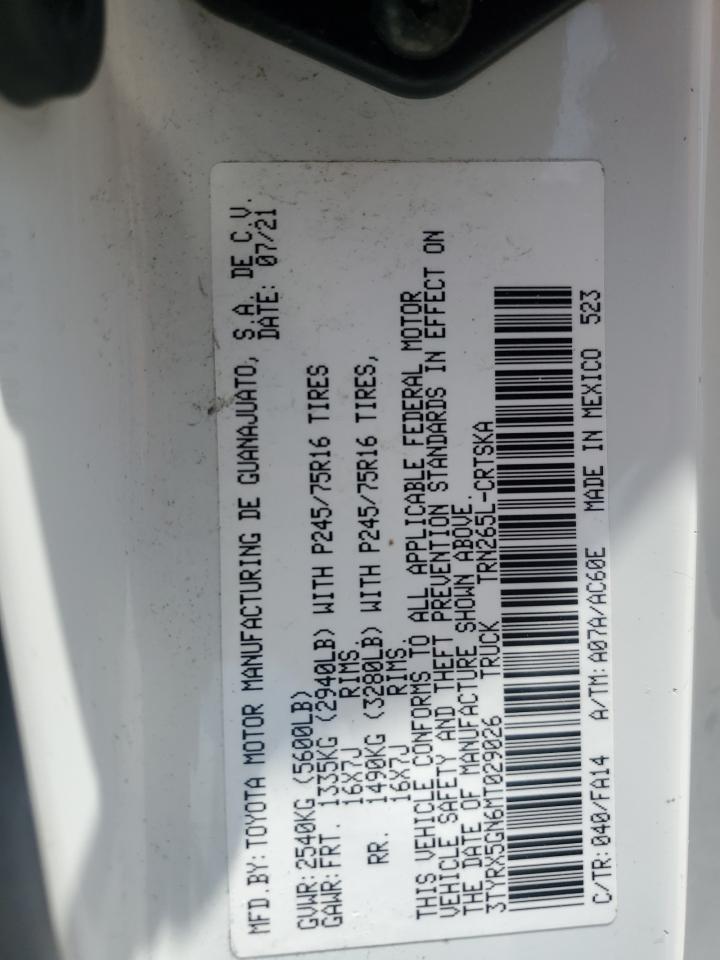 MFD.BY:TOYOTA MOTOR MANUFACTURING DE GUANAJUATO, S.A. DE C.V.
DATE: 07/21
GVWR:2540KG (5600LB)
GAWR:FRT. 1335KG (2940LB) WITH P245/75R16 TIRES
16X7J RIMS.
RR. 1490KG (3280LB) WITH P245/75R16 TIRES,
16X7J RIMS.
THIS VEHICLE CONFORMS TO ALL APPLICABLE FEDERAL MOTOR
VEHICLE SAFETY AND THEFT PREVENTION STANDARDS IN EFFECT ON
THE DATE OF MANUFACTURE SHOWN ABOVE.
3TYRX5GN6MT029026 TRUCK TRN265L-CRTSKA
C/TR:040/FA14 A/TM:A07A/AC60E MADE IN MEXICO 523